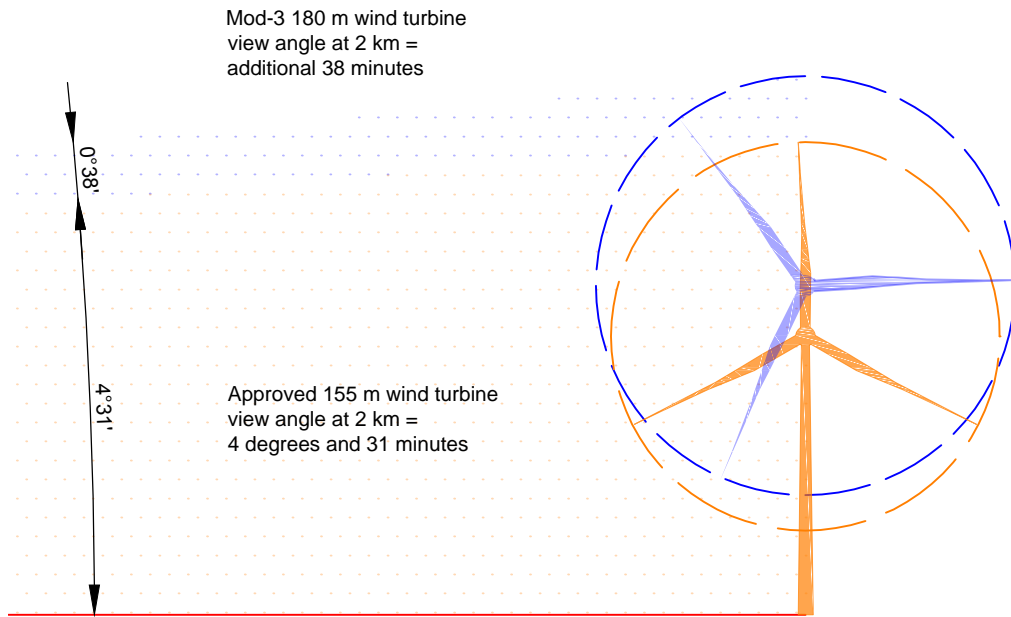 Mod-3 180 m wind turbine
view angle at 2 km =
additional 38 minutes
0°38'
4°31'
Approved 155 m wind turbine
view angle at 2 km =
4 degrees and 31 minutes